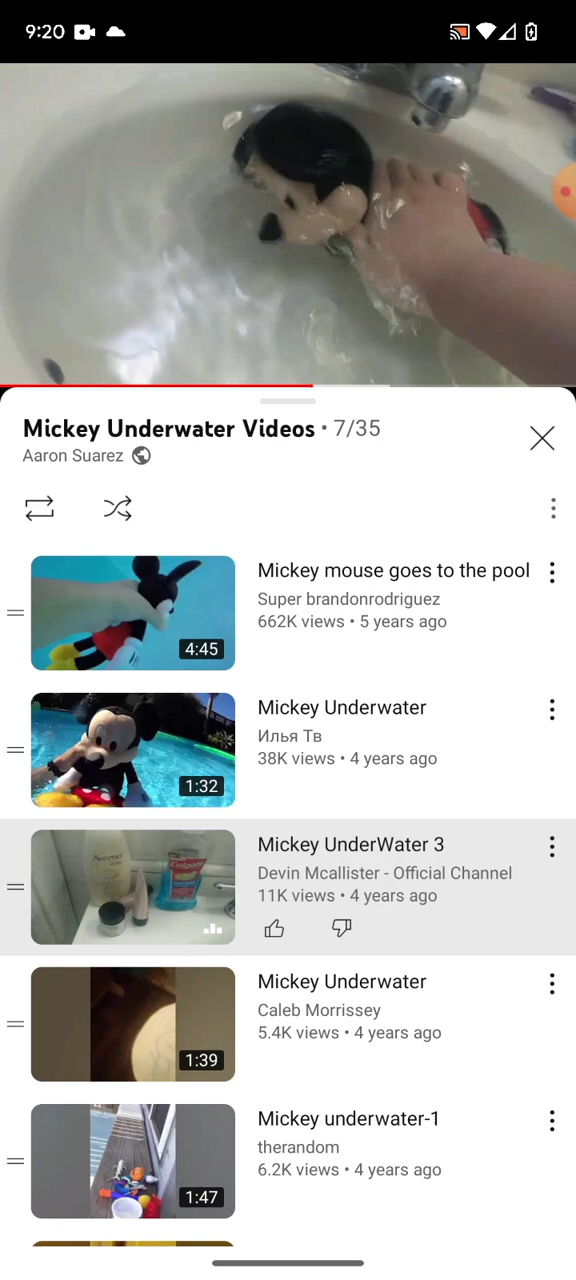 9:20
Mickey Underwater Videos • 7/35
Aaron Suarez
Mickey mouse goes to the pool
Super brandonrodriguez
662K views • 5 years ago
4:45
Mickey Underwater
Илья Тв
38K views • 4 years ago
1:32
Mickey UnderWater 3
Devin Mcallister - Official Channel
11K views • 4 years ago
Aveeno
Colgate
Mickey Underwater
Caleb Morrissey
5.4K views • 4 years ago
1:39
Mickey underwater-1
therandom
6.2K views • 4 years ago
1:47